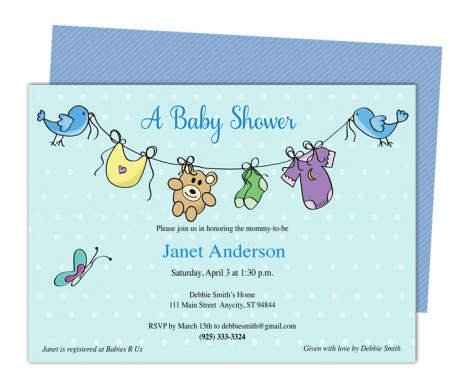 A Baby Shower
Please join us in honoring the mommy-to-be
Janet Anderson
Saturday, April 3 at 1:30 p.m.
Debbie Smith's Home
111 Main Street Anycity, ST 94844
RSVP by March 15th to debbiesmith@gmail.com
(925) 333-3324
Janet is registered at Babies R Us
Given with love by Debbie Smith